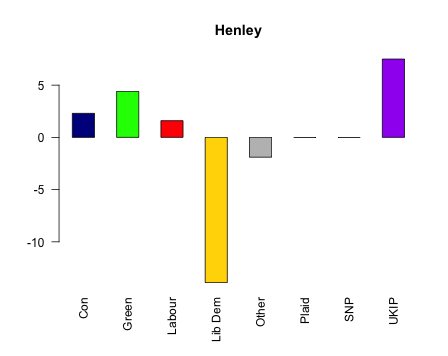 Henley
5
0
-5
-10
Con
Green
Labour
Lib Dem
Other
Plaid
SNP
UKIP